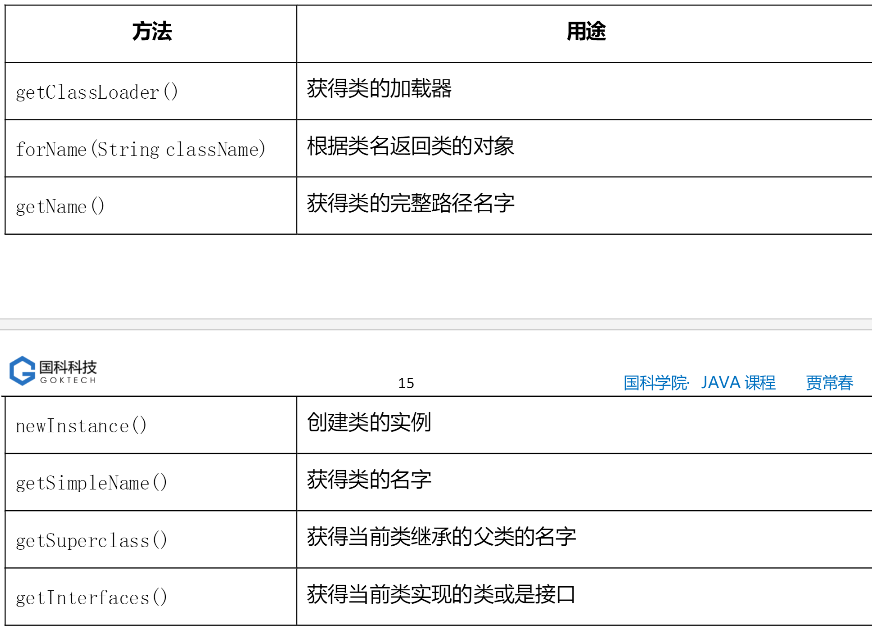 方法 用途
getClassLoader() 获得类的加载器
forName(String className) 根据类名返回类的对象
getName() 获得类的完整路径名字
国科科技
GOKTECH
15 国科学院· JAVA 课程 贾常春
newInstance() 创建类的实例
getSimpleName() 获得类的名字
getSuperclass() 获得当前类继承的父类的名字
getInterfaces() 获得当前类实现的类或是接口